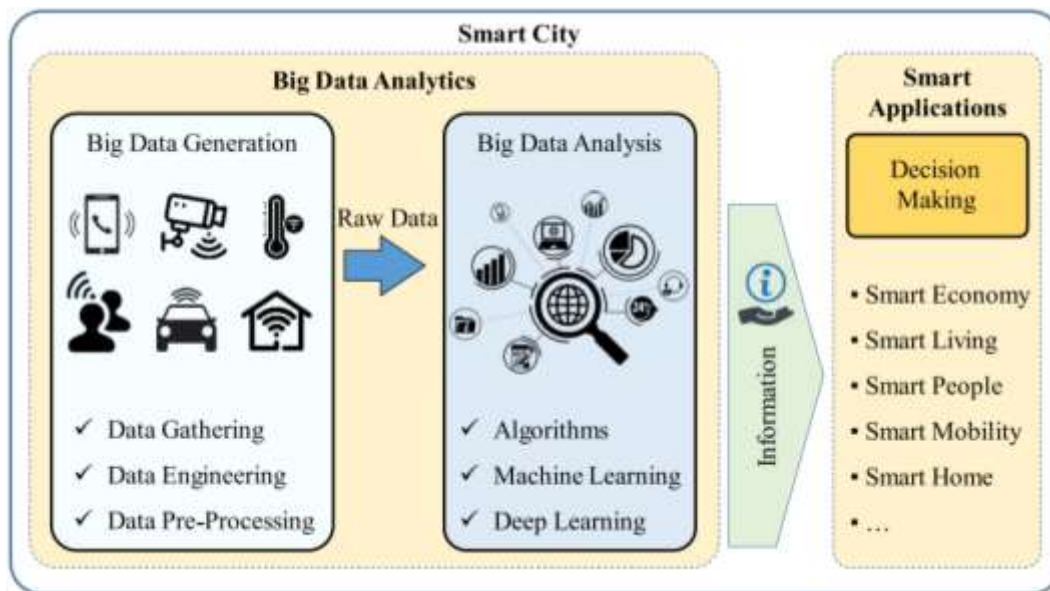 Smart City
Big Data Analytics
Big Data Generation
✓ Data Gathering
✓ Data Engineering
✓ Data Pre-Processing
Raw Data
Big Data Analysis
✓ Algorithms
✓ Machine Learning
✓ Deep Learning
Information
Smart
Applications
Decision
Making
▪ Smart Economy
▪ Smart Living
▪ Smart People
▪ Smart Mobility
▪ Smart Home
▪ …